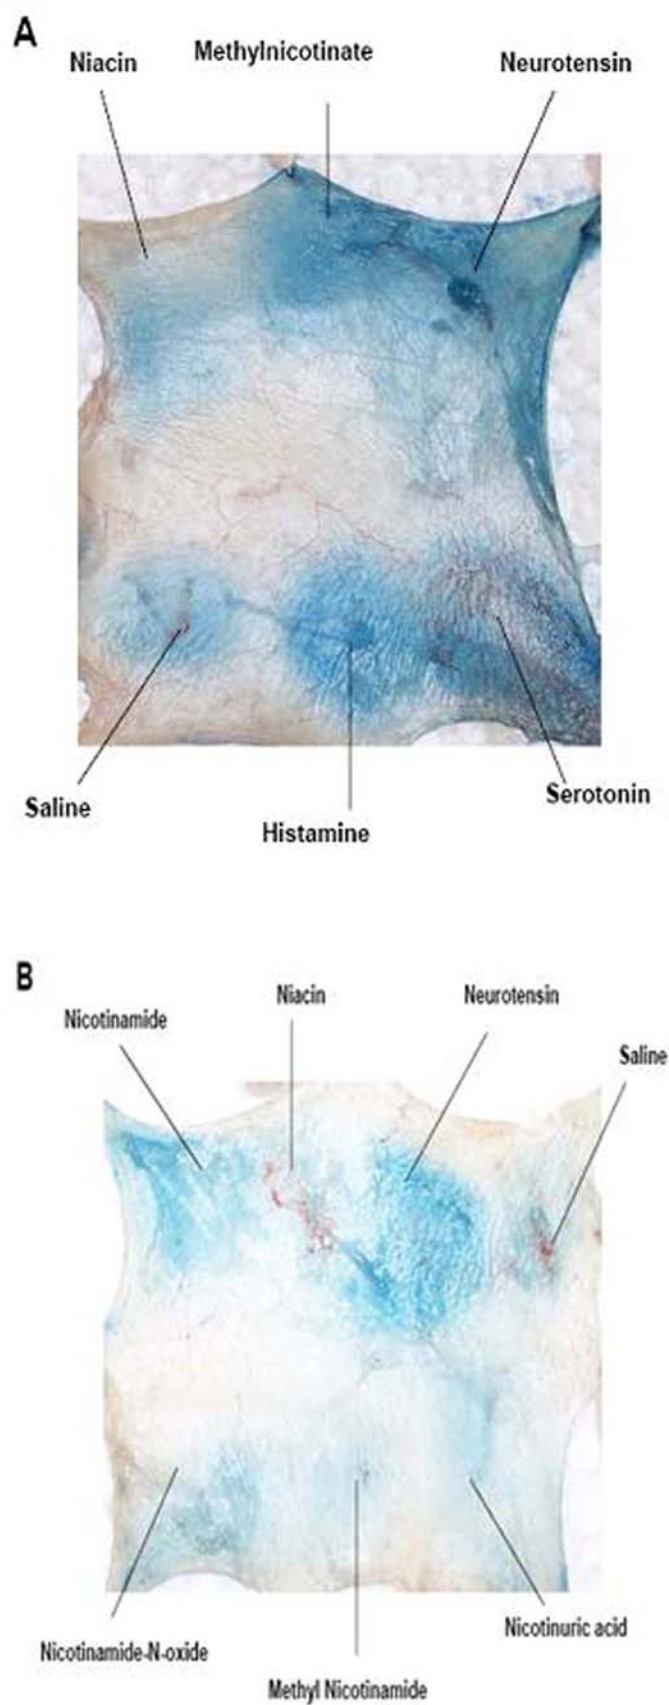 A
Niacin
Methylnicotinate
Neurotensin
Saline
Histamine
Serotonin
B
Nicotinamide
Niacin
Neurotensin
Saline
Nicotinamide-N-oxide
Methyl Nicotinamide
Nicotinuric acid